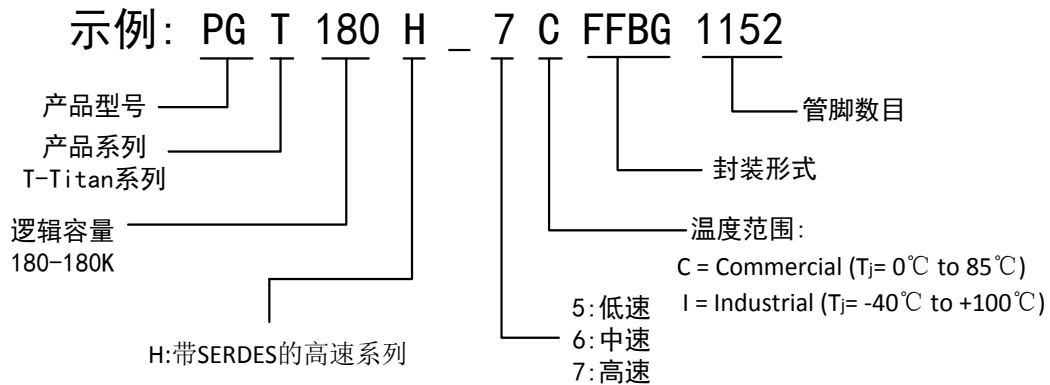 示例: PG T 180 H _ 7 C FFBG 1152
产品型号
管脚数目
产品系列
T-Titan系列
封装形式
逻辑容量
180-180K
温度范围:
C = Commercial (Tj= 0℃ to 85℃)
I = Industrial (Tj= -40℃ to +100℃)
5:低速
6:中速
7:高速
H:带SERDES的高速系列